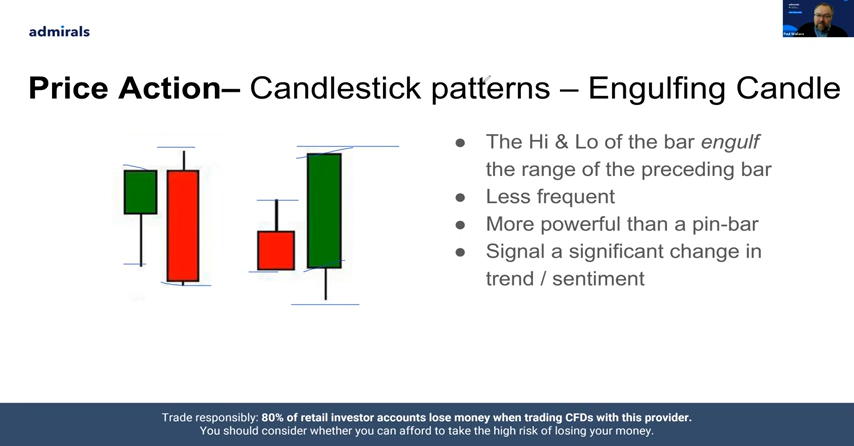 admirals
Price Action– Candlestick patterns – Engulfing Candle
● The Hi & Lo of the bar engulf
the range of the preceding bar
● Less frequent
● More powerful than a pin-bar
● Signal a significant change in
trend / sentiment
Trade responsibly: 80% of retail investor accounts lose money when trading CFDs with this provider.
You should consider whether you can afford to take the high risk of losing your money.